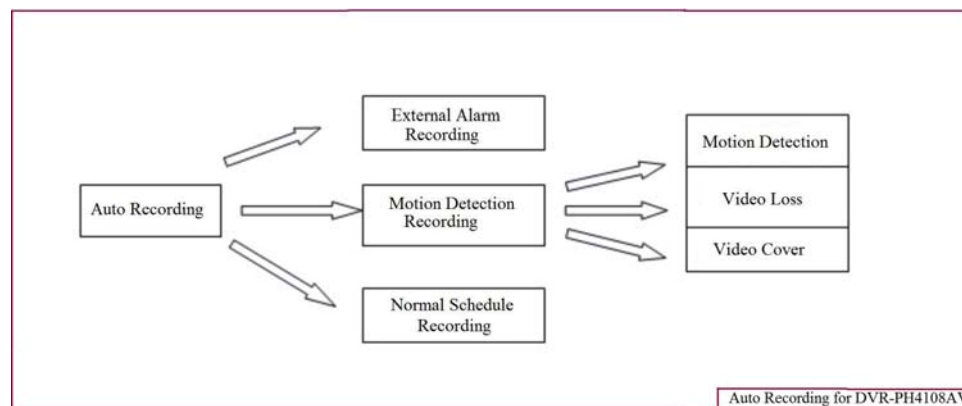 External Alarm
Recording
Motion Detection
Auto Recording
Motion Detection
Recording
Video Loss
Video Cover
Normal Schedule
Recording
Auto Recording for DVR-PH4108AV